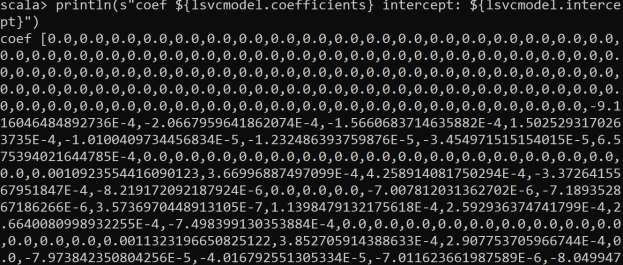 scala> println(s"coef ${lsvcmodel.coefficients} intercept: ${lsvcmodel.interce
pt}")
coef [0.0,0.0,0.0,0.0,0.0,0.0,0.0,0.0,0.0,0.0,0.0,0.0,0.0,0.0,0.0,0.0,0.0,0.0,
0.0,0.0,0.0,0.0,0.0,0.0,0.0,0.0,0.0,0.0,0.0,0.0,0.0,0.0,0.0,0.0,0.0,0.0,0.0,0.
0,0.0,0.0,0.0,0.0,0.0,0.0,0.0,0.0,0.0,0.0,0.0,0.0,0.0,0.0,0.0,0.0,0.0,0.0,0.0,
0.0,0.0,0.0,0.0,0.0,0.0,0.0,0.0,0.0,0.0,0.0,0.0,0.0,0.0,0.0,0.0,0.0,0.0,0.0,0.
0,0.0,0.0,0.0,0.0,0.0,0.0,0.0,0.0,0.0,0.0,0.0,0.0,0.0,0.0,0.0,0.0,0.0,0.0,-9.1
16046484892736E-4,-2.0667959641862074E-4,-1.5660683714635882E-4,1.502529317026
3735E-4,-1.0100409734456834E-5,-1.232486393759876E-5,-3.454971515154015E-5,6.5
75394021644785E-4,0.0,0.0,0.0,0.0,0.0,0.0,0.0,0.0,0.0,0.0,0.0,0.0,0.0,0.0,0.0,
0.0,0.0010923554416090123,3.66996887497099E-4,4.258914081750294E-4,-3.37264155
67951847E-4,-8.219172092187924E-6,0.0,0.0,0.0,-7.007812031362702E-6,-7.1893528
67186266E-6,3.5736970448913105E-7,1.1398479132175618E-4,2.592936374741799E-4,2
.6640080998932255E-4,-7.498399130353884E-4,0.0,0.0,0.0,0.0,0.0,0.0,0.0,0.0,0.0,
0.0,0.0,0.0,0.0011323196650825122,3.852705914388633E-4,2.907753705966744E-4,0.
0,-7.973842350804256E-5,-4.016792551305334E-5,-7.011623661987589E-6,-8.049947